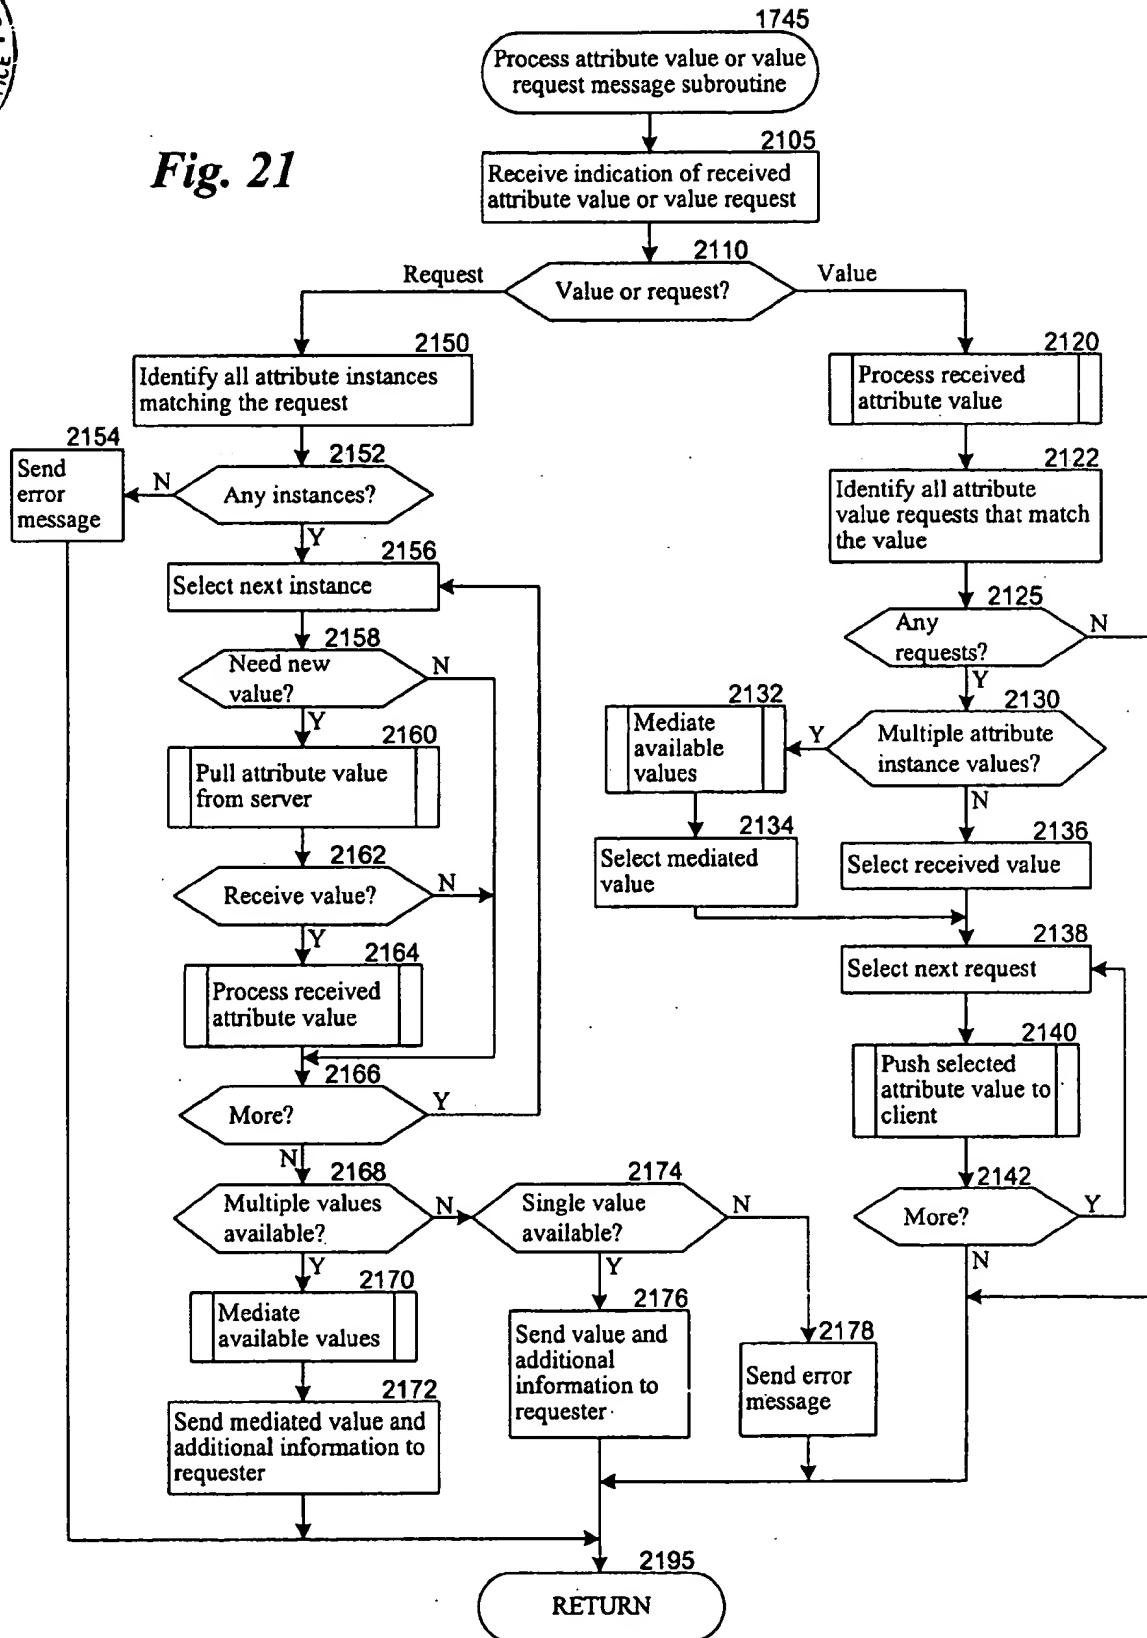 1745
Process attribute value or value
request message subroutine
Fig. 21
2105
Receive indication of received
attribute value or value request
2110
Value or request?
Request
Value
2150
Identify all attribute instances
matching the request
2154
Send
error
message
2152
Any instances?
N
Y
2156
Select next instance
2158
Need new
value?
N
Y
2160
Pull attribute value
from server
2162
Receive value?
N
Y
2164
Process received
attribute value
2166
More?
Y
N
2168
Multiple values
available?
N
Y
2170
Mediate
available values
2172
Send mediated value and
additional information to
requester
2174
Single value
available?
N
Y
2176
Send value and
additional
information to
requester
2178
Send error
message
2120
Process received
attribute value
2122
Identify all attribute
value requests that match
the value
2125
Any
requests?
N
Y
2130
Multiple attribute
instance values?
Y
N
2132
Mediate
available
values
2134
Select mediated
value
2136
Select received value
2138
Select next request
2140
Push selected
attribute value to
client
2142
More?
Y
N
2195
RETURN